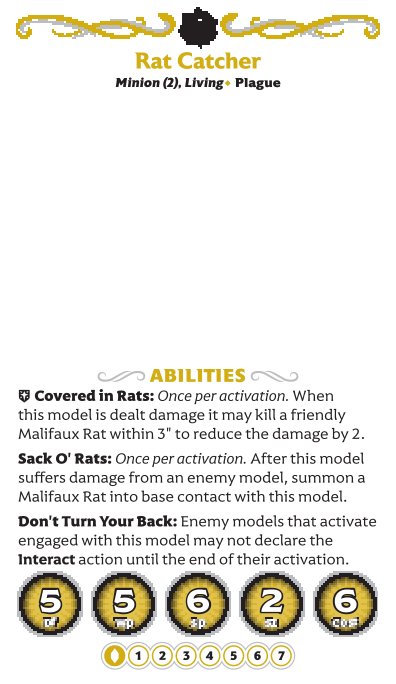 Rat Catcher
Minion (2), Living ⬥ Plague
ABILITIES
Covered in Rats: Once per activation. When
this model is dealt damage it may kill a friendly
Malifaux Rat within 3" to reduce the damage by 2.
Sack O' Rats: Once per activation. After this model
suffers damage from an enemy model, summon a
Malifaux Rat into base contact with this model.
Don't Turn Your Back: Enemy models that activate
engaged with this model may not declare the
Interact action until the end of their activation.
5 5 6 2 6
Df Wp Sp Sz Cost
1 2 3 4 5 6 7